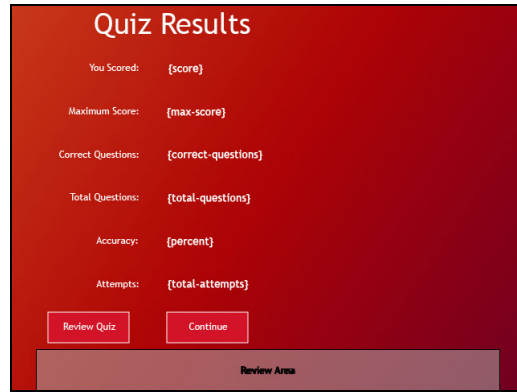 Quiz Results
You Scored: {score}
Maximum Score: {max-score}
Correct Questions: {correct-questions}
Total Questions: {total-questions}
Accuracy: {percent}
Attempts: {total-attempts}
Review Quiz Continue
Review Area